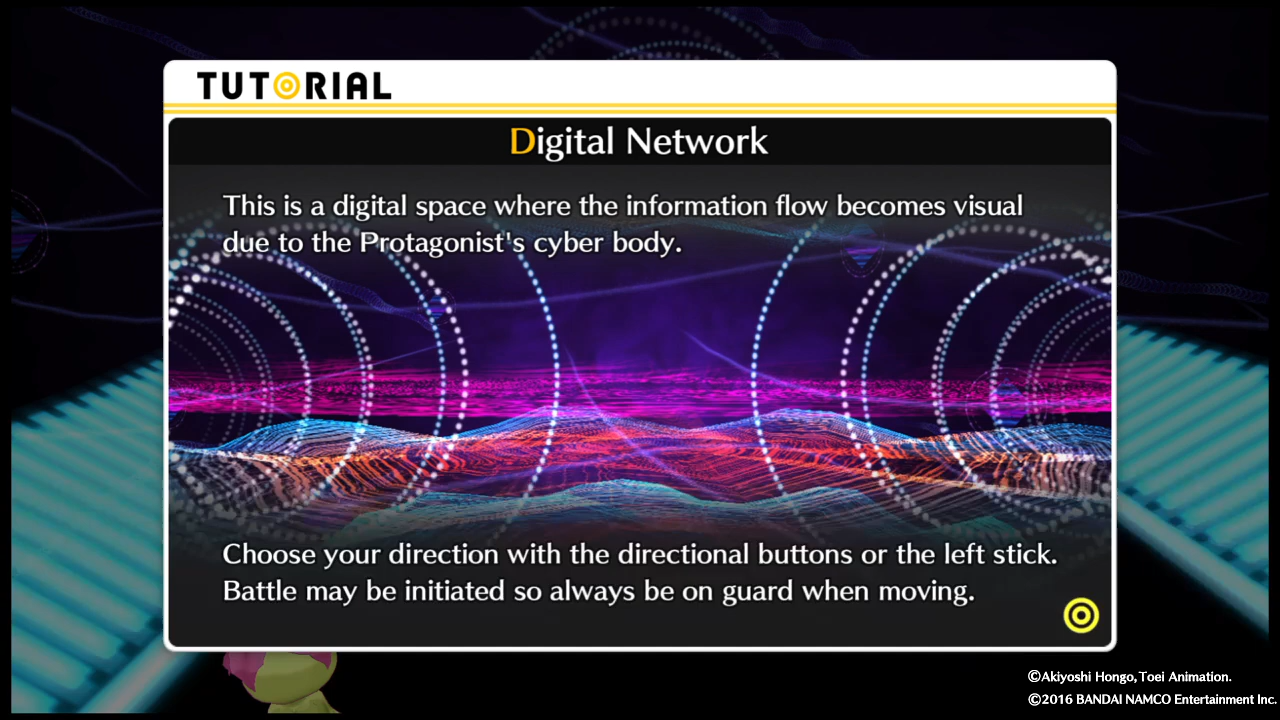 TUTORIAL
Digital Network
This is a digital space where the information flow becomes visual
due to the Protagonist's cyber body.
Choose your direction with the directional buttons or the left stick.
Battle may be initiated so always be on guard when moving.
©Akiyoshi Hongo, Toei Animation.
©2016 BANDAI NAMCO Entertainment Inc.